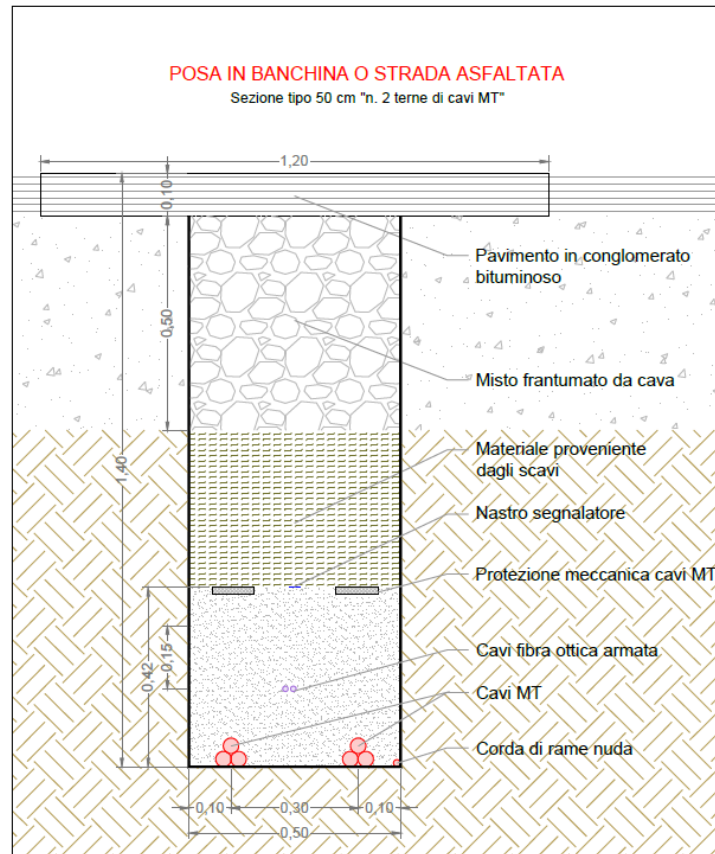 POSA IN BANCHINA O STRADA ASFALTATA
Sezione tipo 50 cm "n. 2 terne di cavi MT"
1,20
0,10
Pavimento in conglomerato
bituminoso
0,50
Misto frantumato da cava
1,40
Materiale proveniente
dagli scavi
Nastro segnalatore
Protezione meccanica cavi MT
0,42
0,15
Cavi fibra ottica armata
Cavi MT
Corda di rame nuda
0,10
0,30
0,10
0,50